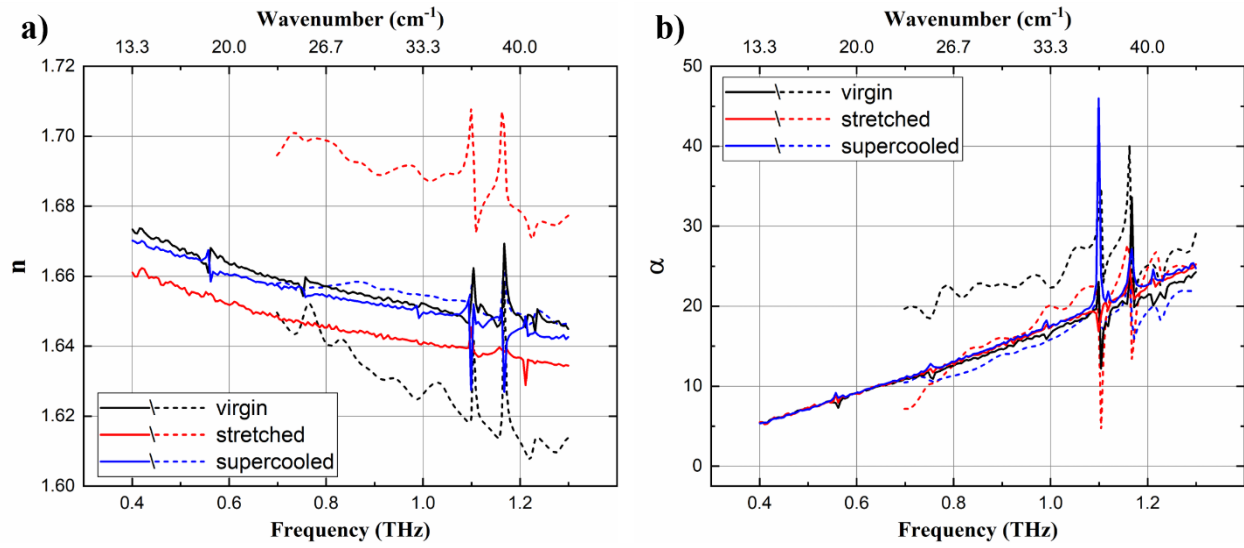 a)
Wavenumber (cm⁻¹)
13.3 20.0 26.7 33.3 40.0
1.72
1.70
1.68
1.66
1.64
1.62
1.60
n
virgin
stretched
supercooled
0.4 0.6 0.8 1.0 1.2
Frequency (THz)
b)
Wavenumber (cm⁻¹)
13.3 20.0 26.7 33.3 40.0
50
40
30
20
10
0
α
virgin
stretched
supercooled
0.4 0.6 0.8 1.0 1.2
Frequency (THz)